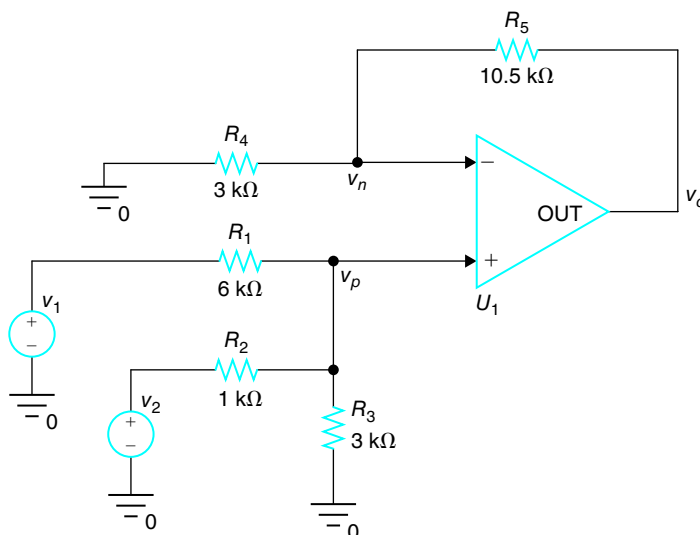 R5
10.5 kΩ
R4
3 kΩ
vn
−
OUT
vo
0
R1
6 kΩ
vp
+
U1
v1
+
−
R2
1 kΩ
0
v2
+
−
R3
3 kΩ
0
0